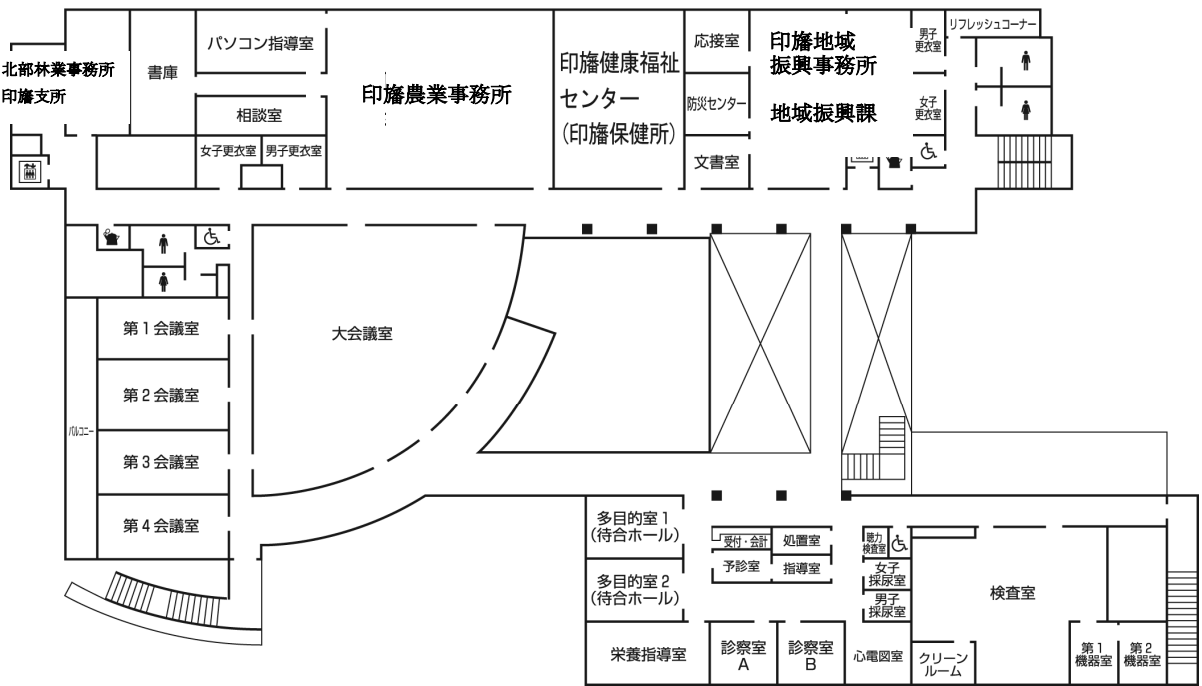 リフレッシュコーナー
北部林業事務所
印旛支所
書庫
パソコン指導室
相談室
女子更衣室
男子更衣室
印旛農業事務所
印旛健康福祉
センター
(印旛保健所)
応接室
防災センター
文書室
印旛地域
振興事務所
地域振興課
男子
更衣室
女子
更衣室
第1会議室
第2会議室
第3会議室
第4会議室
バルコニー
大会議室
多目的室1
(待合ホール)
多目的室2
(待合ホール)
受付・会計
処置室
予診室
指導室
聴力
検査室
女子
採尿室
男子
採尿室
検査室
栄養指導室
診察室
A
診察室
B
心電図室
クリーン
ルーム
第1
機器室
第2
機器室